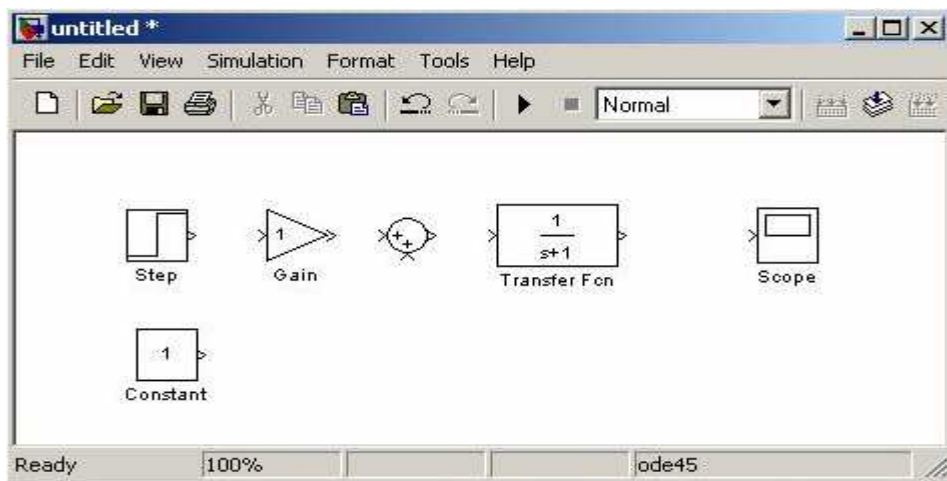 untitled *
File Edit View Simulation Format Tools Help
Normal
1
1
s+1
Step Gain Transfer Fcn Scope
1
Constant
Ready 100% ode45